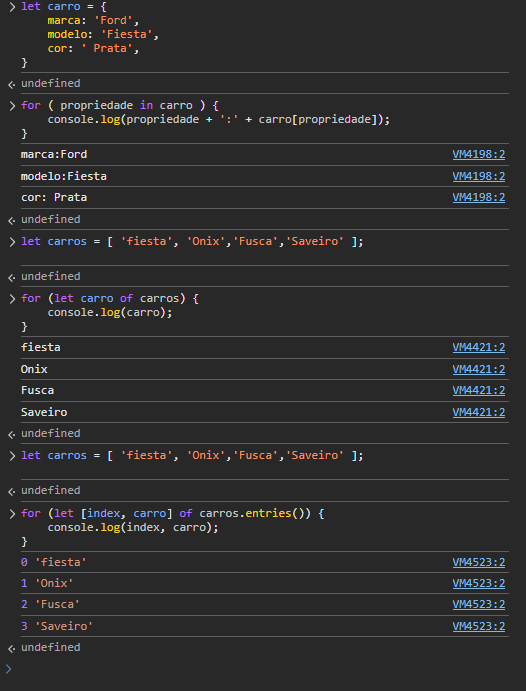 let carro = {
    marca: 'Ford',
    modelo: 'Fiesta',
    cor: ' Prata',
}
undefined
for ( propriedade in carro ) {
    console.log(propriedade + ':' + carro[propriedade]);
}
marca:Ford VM4198:2
modelo:Fiesta VM4198:2
cor: Prata VM4198:2
undefined
let carros = [ 'fiesta', 'Onix','Fusca','Saveiro' ];
undefined
for (let carro of carros) {
    console.log(carro);
}
fiesta VM4421:2
Onix VM4421:2
Fusca VM4421:2
Saveiro VM4421:2
undefined
let carros = [ 'fiesta', 'Onix','Fusca','Saveiro' ];
undefined
for (let [index, carro] of carros.entries()) {
    console.log(index, carro);
}
0 'fiesta' VM4523:2
1 'Onix' VM4523:2
2 'Fusca' VM4523:2
3 'Saveiro' VM4523:2
undefined